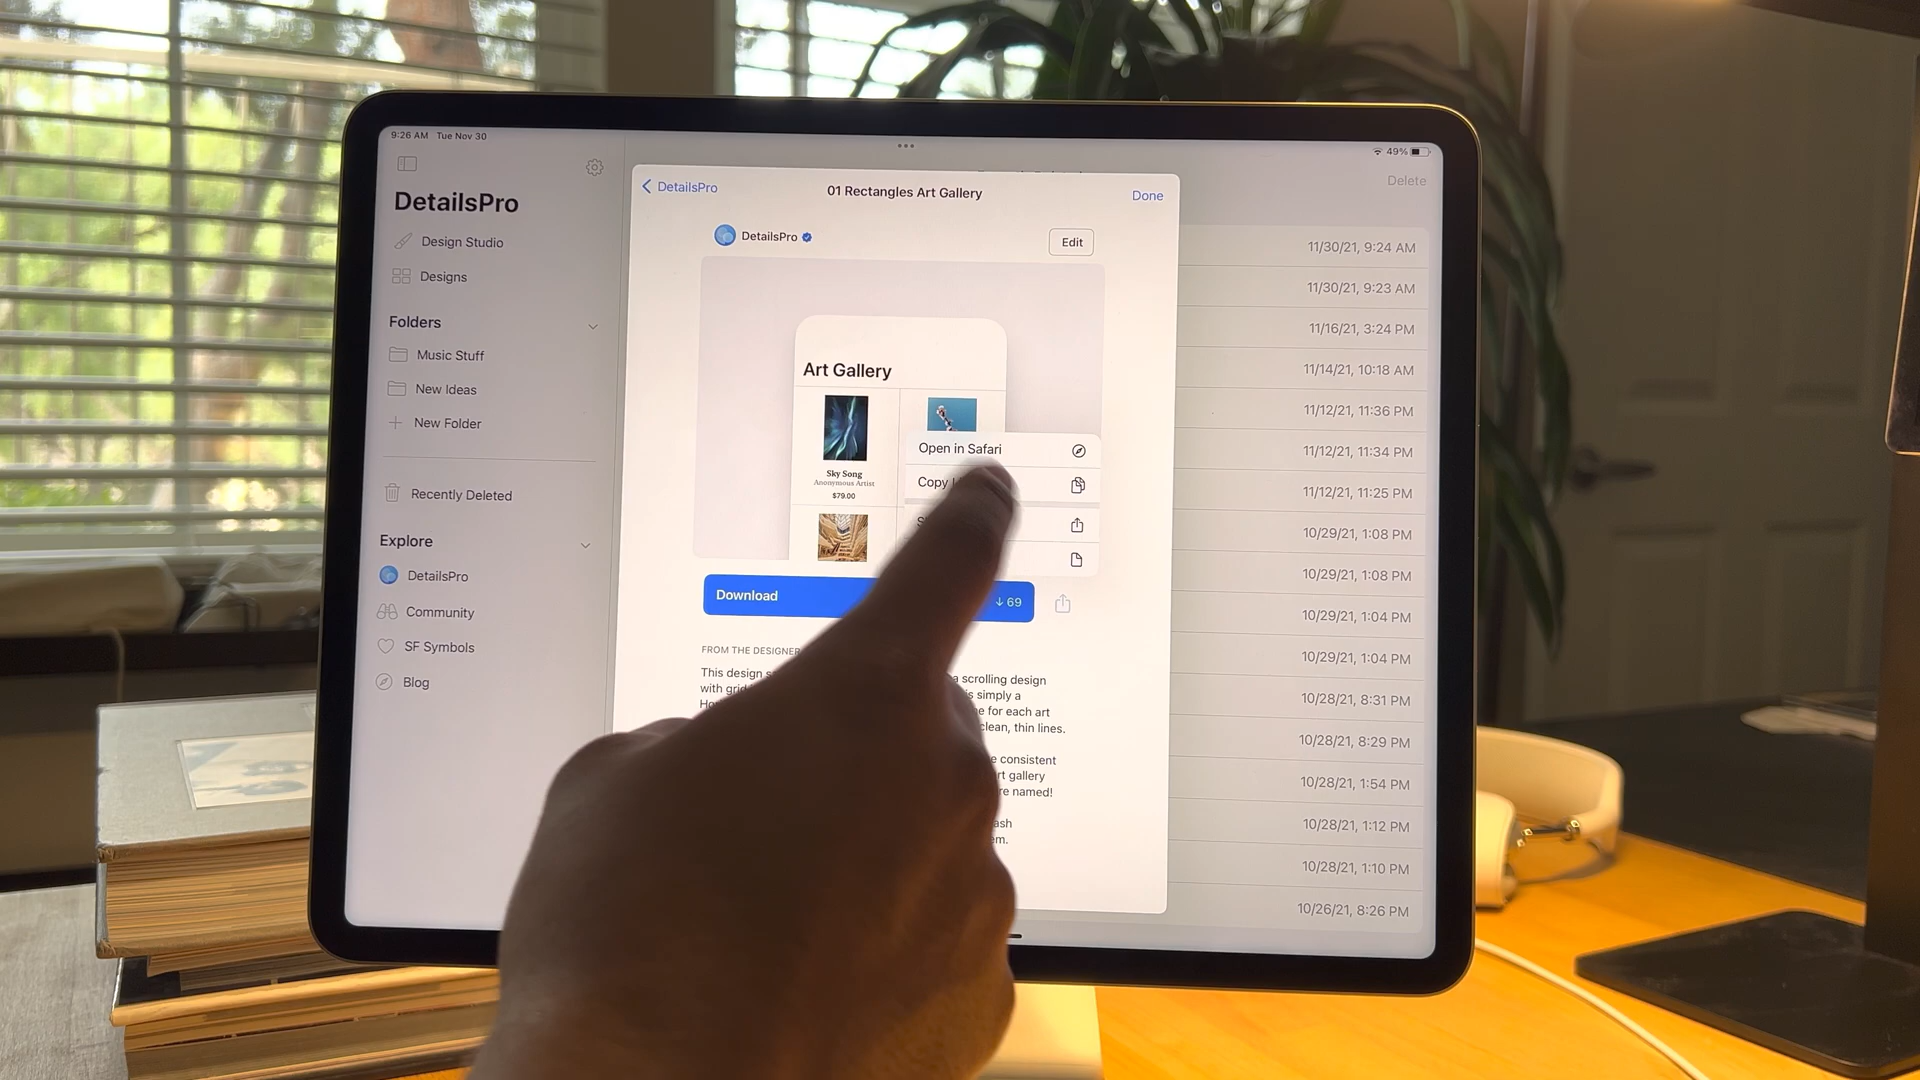 9:26 AM Tue Nov 30
49%
DetailsPro
Design Studio
Designs
Folders
Music Stuff
New Ideas
New Folder
Recently Deleted
Explore
DetailsPro
Community
SF Symbols
Blog
DetailsPro
01 Rectangles Art Gallery
Done
DetailsPro
Edit
Art Gallery
Sky Song
Anonymous Artist
$79.00
Open in Safari
Copy
Download
69
FROM THE DESIGNER
This design
a scrolling design
with grid
is simply a
for each art
clean, thin lines.
consistent
gallery
named!
Delete
11/30/21, 9:24 AM
11/30/21, 9:23 AM
11/16/21, 3:24 PM
11/14/21, 10:18 AM
11/12/21, 11:36 PM
11/12/21, 11:34 PM
11/12/21, 11:25 PM
10/29/21, 1:08 PM
10/29/21, 1:08 PM
10/29/21, 1:04 PM
10/29/21, 1:04 PM
10/28/21, 8:31 PM
10/28/21, 8:29 PM
10/28/21, 1:54 PM
10/28/21, 1:12 PM
10/28/21, 1:10 PM
10/26/21, 8:26 PM